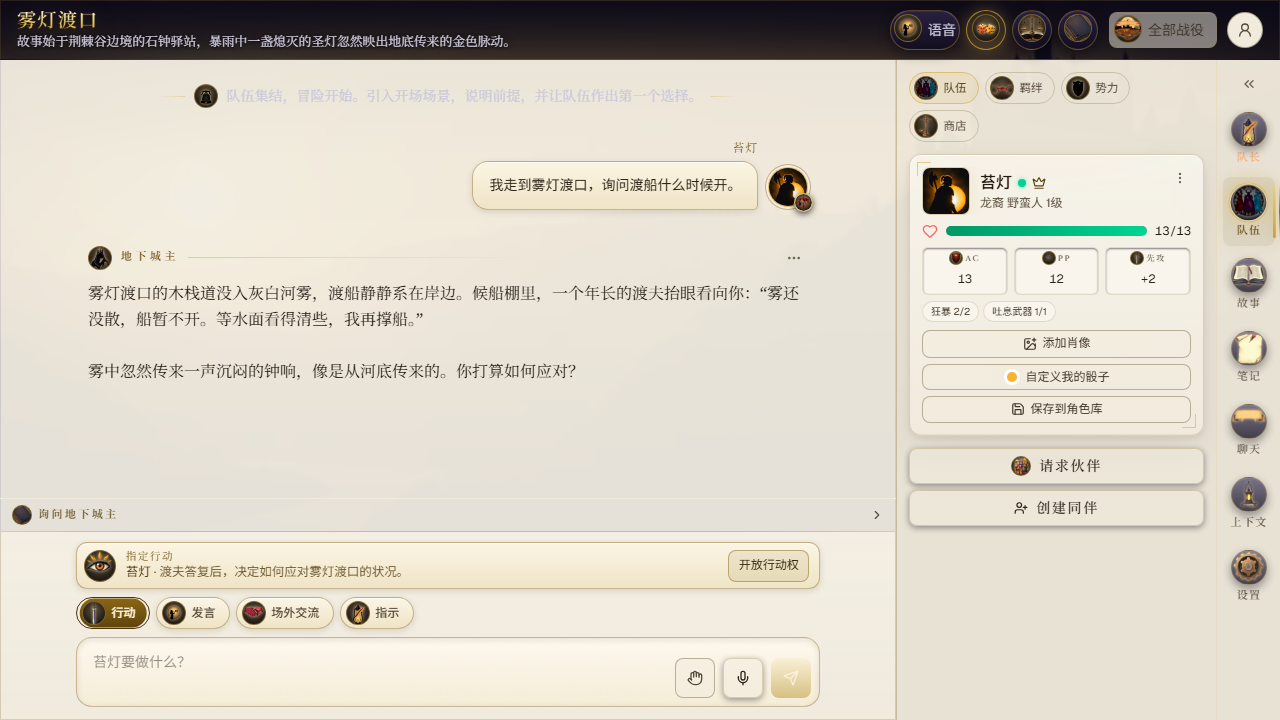 雾灯渡口
故事始于荆棘谷边境的石钟驿站，暴雨中一盏熄灭的圣灯忽然映出地底传来的金色脉动。
语音
全部战役
队伍集结，冒险开始。引入开场场景，说明前提，并让队伍作出第一个选择。
苔灯
我走到雾灯渡口，询问渡船什么时候开。
地下城主
雾灯渡口的木栈道没入灰白河雾，渡船静静系在岸边。候船棚里，一个年长的渡夫抬眼看向你：“雾还
没散，船暂不开。等水面看得清些，我再撑船。”
雾中忽然传来一声沉闷的钟响，像是从河底传来的。你打算如何应对？
询问地下城主
指定行动
苔灯 · 渡夫答复后，决定如何应对雾灯渡口的状况。
开放行动权
行动
发言
场外交流
指示
苔灯要做什么？
队伍
羁绊
势力
商店
苔灯
龙裔 野蛮人 1级
13/13
AC
13
PP
12
先攻
+2
狂暴 2/2
吐息武器 1/1
添加肖像
自定义我的骰子
保存到角色库
请求伙伴
创建同伴
队长
队伍
故事
笔记
聊天
上下文
设置